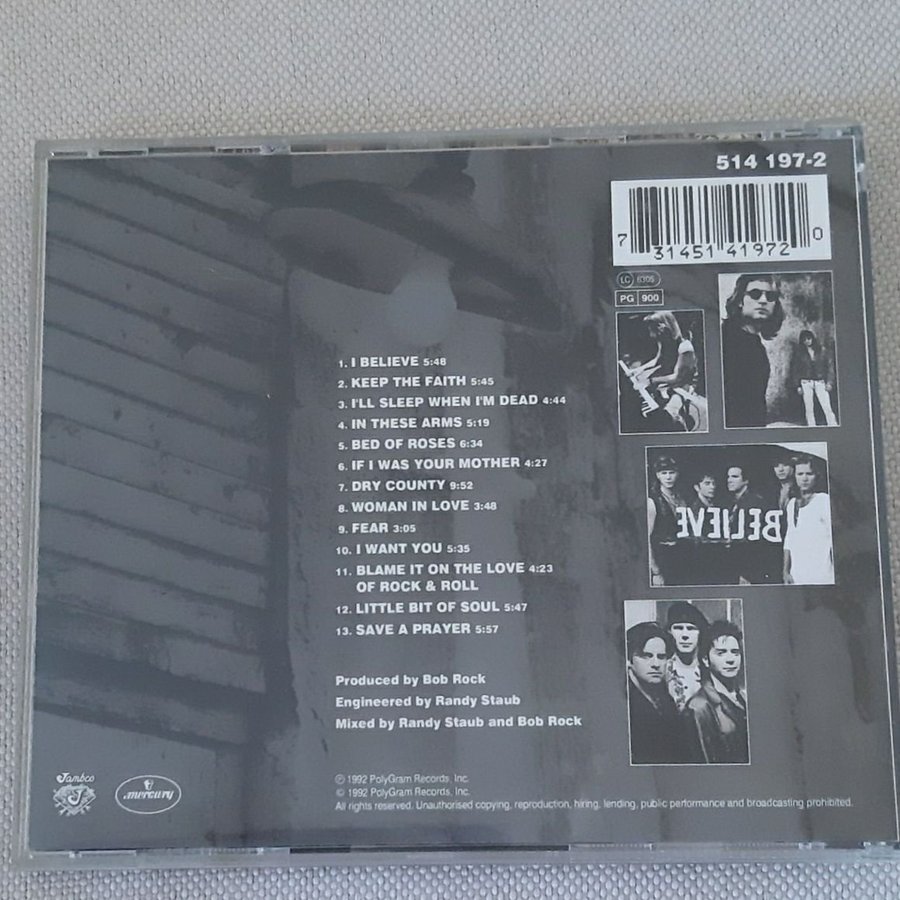 514 197-2
7 31451 41972 0
LC 6305
PG 900
BELIEVE
1. I BELIEVE 5:48
2. KEEP THE FAITH 5:45
3. I'LL SLEEP WHEN I'M DEAD 4:44
4. IN THESE ARMS 5:19
5. BED OF ROSES 6:34
6. IF I WAS YOUR MOTHER 4:27
7. DRY COUNTY 9:52
8. WOMAN IN LOVE 3:48
9. FEAR 3:05
10. I WANT YOU 5:35
11. BLAME IT ON THE LOVE 4:23
OF ROCK & ROLL
12. LITTLE BIT OF SOUL 5:47
13. SAVE A PRAYER 5:57
Produced by Bob Rock
Engineered by Randy Staub
Mixed by Randy Staub and Bob Rock
Jambco
J
mercury
℗ 1992 PolyGram Records, Inc.
© 1992 PolyGram Records, Inc.
All rights reserved. Unauthorised copying, reproduction, hiring, lending, public performance and broadcasting prohibited.